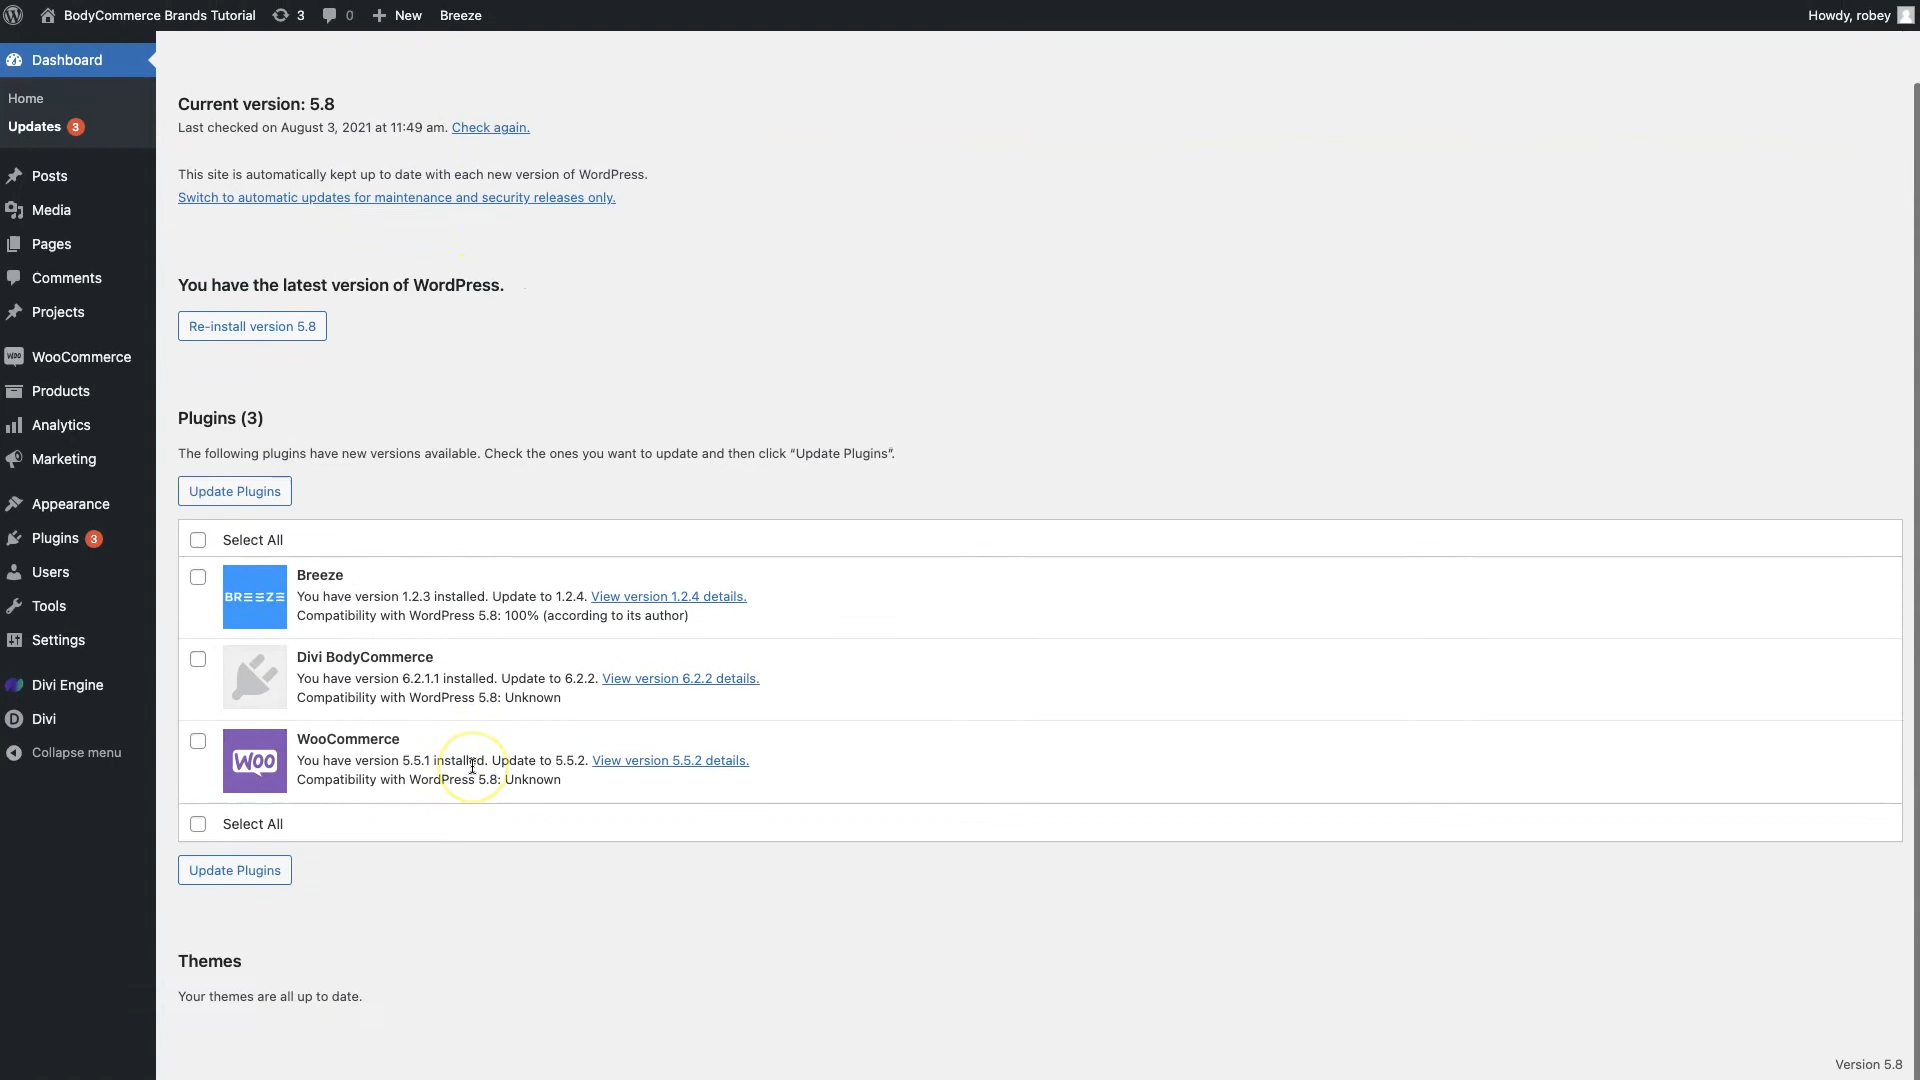 BodyCommerce Brands Tutorial
3
0
New
Breeze
Howdy, robey
Dashboard
Home
Updates 3
Posts
Media
Pages
Comments
Projects
WooCommerce
Products
Analytics
Marketing
Appearance
Plugins 3
Users
Tools
Settings
Divi Engine
Divi
Collapse menu
Current version: 5.8
Last checked on August 3, 2021 at 11:49 am. Check again.
This site is automatically kept up to date with each new version of WordPress.
Switch to automatic updates for maintenance and security releases only.
You have the latest version of WordPress.
Re-install version 5.8
Plugins (3)
The following plugins have new versions available. Check the ones you want to update and then click “Update Plugins”.
Update Plugins
Select All
BREEZE
Breeze
You have version 1.2.3 installed. Update to 1.2.4. View version 1.2.4 details.
Compatibility with WordPress 5.8: 100% (according to its author)
Divi BodyCommerce
You have version 6.2.1.1 installed. Update to 6.2.2. View version 6.2.2 details.
Compatibility with WordPress 5.8: Unknown
WOO
WooCommerce
You have version 5.5.1 installed. Update to 5.5.2. View version 5.5.2 details.
Compatibility with WordPress 5.8: Unknown
Select All
Update Plugins
Themes
Your themes are all up to date.
Version 5.8